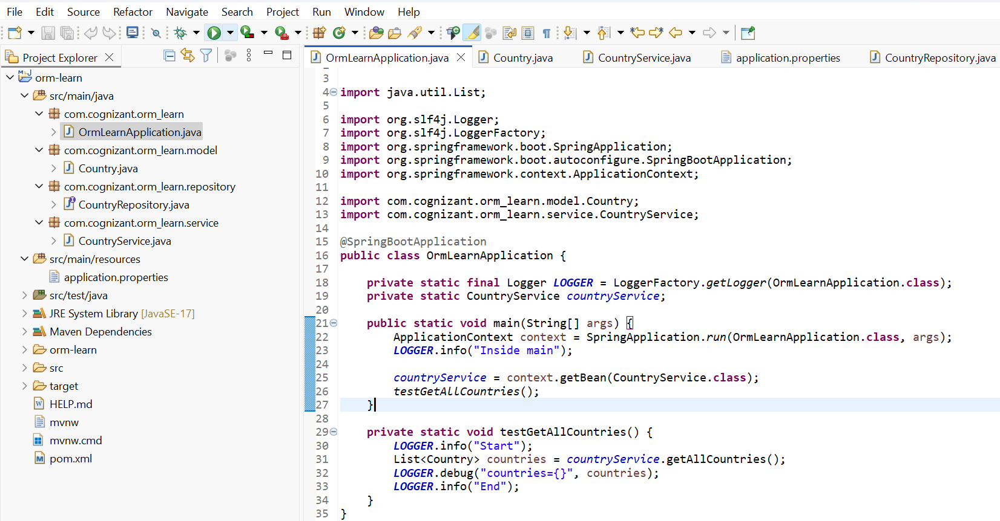 File Edit Source Refactor Navigate Search Project Run Window Help
Project Explorer
orm-learn
src/main/java
com.cognizant.orm_learn
OrmLearnApplication.java
com.cognizant.orm_learn.model
Country.java
com.cognizant.orm_learn.repository
CountryRepository.java
com.cognizant.orm_learn.service
CountryService.java
src/main/resources
application.properties
src/test/java
JRE System Library [JavaSE-17]
Maven Dependencies
orm-learn
src
target
HELP.md
mvnw
mvnw.cmd
pom.xml
OrmLearnApplication.java Country.java CountryService.java application.properties CountryRepository.java
3
4 import java.util.List;
5
6 import org.slf4j.Logger;
7 import org.slf4j.LoggerFactory;
8 import org.springframework.boot.SpringApplication;
9 import org.springframework.boot.autoconfigure.SpringBootApplication;
10 import org.springframework.context.ApplicationContext;
11
12 import com.cognizant.orm_learn.model.Country;
13 import com.cognizant.orm_learn.service.CountryService;
14
15 @SpringBootApplication
16 public class OrmLearnApplication {
17
18 private static final Logger LOGGER = LoggerFactory.getLogger(OrmLearnApplication.class);
19 private static CountryService countryService;
20
21 public static void main(String[] args) {
22 ApplicationContext context = SpringApplication.run(OrmLearnApplication.class, args);
23 LOGGER.info("Inside main");
24
25 countryService = context.getBean(CountryService.class);
26 testGetAllCountries();
27 }
28
29 private static void testGetAllCountries() {
30 LOGGER.info("Start");
31 List<Country> countries = countryService.getAllCountries();
32 LOGGER.debug("countries={}", countries);
33 LOGGER.info("End");
34 }
35 }